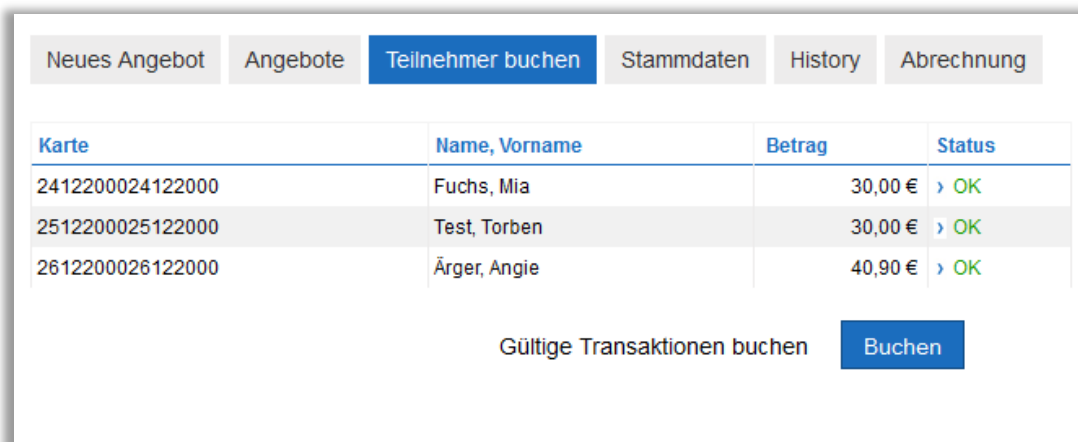 Neues Angebot Angebote Teilnehmer buchen Stammdaten History Abrechnung
Karte Name, Vorname Betrag Status
2412200024122000 Fuchs, Mia 30,00 € › OK
2512200025122000 Test, Torben 30,00 € › OK
2612200026122000 Ärger, Angie 40,90 € › OK
Gültige Transaktionen buchen Buchen